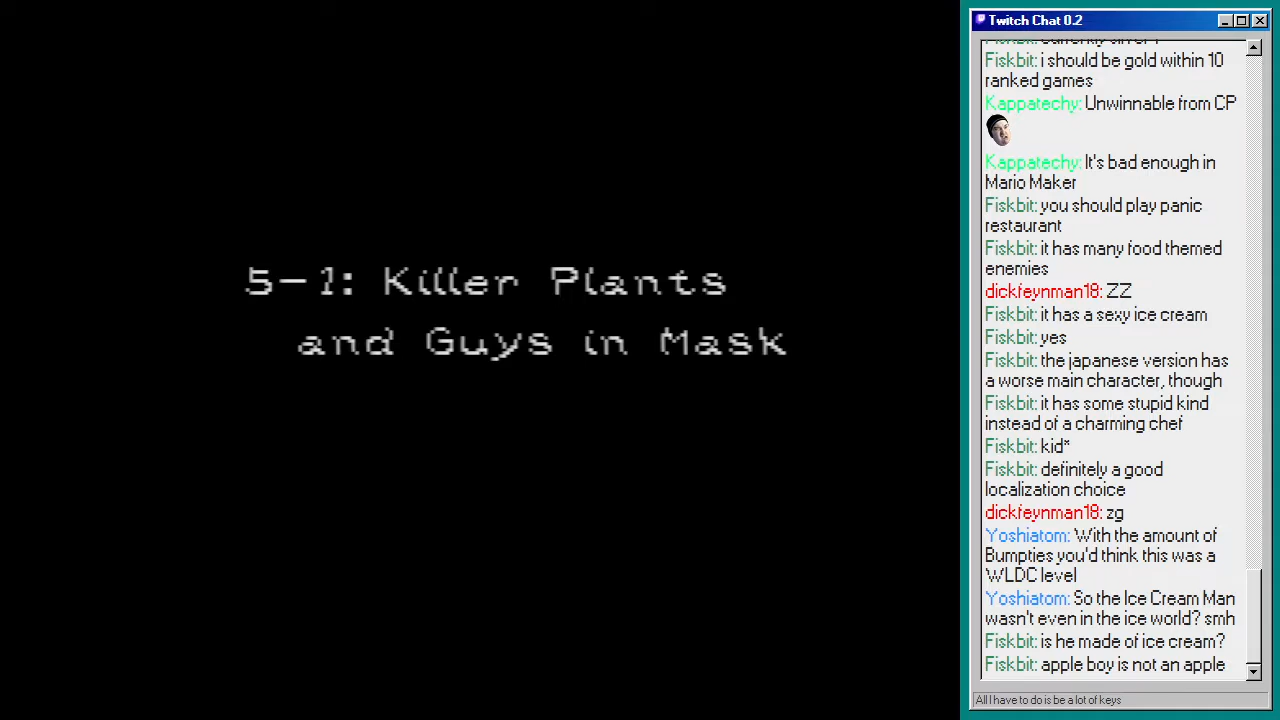 5-1: Killer Plants
and Guys in Mask
Twitch Chat 0.2
Fiskbit: i should be gold within 10
ranked games
Kappatechy: Unwinnable from CP
Kappatechy: It's bad enough in
Mario Maker
Fiskbit: you should play panic
restaurant
Fiskbit: it has many food themed
enemies
dickfeynman18: ZZ
Fiskbit: it has a sexy ice cream
Fiskbit: yes
Fiskbit: the japanese version has
a worse main character, though
Fiskbit: it has some stupid kind
instead of a charming chef
Fiskbit: kid*
Fiskbit: definitely a good
localization choice
dickfeynman18: zg
Yoshiatom: With the amount of
Bumpties you'd think this was a
WLDC level
Yoshiatom: So the Ice Cream Man
wasn't even in the ice world? smh
Fiskbit: is he made of ice cream?
Fiskbit: apple boy is not an apple
All I have to do is be a lot of keys